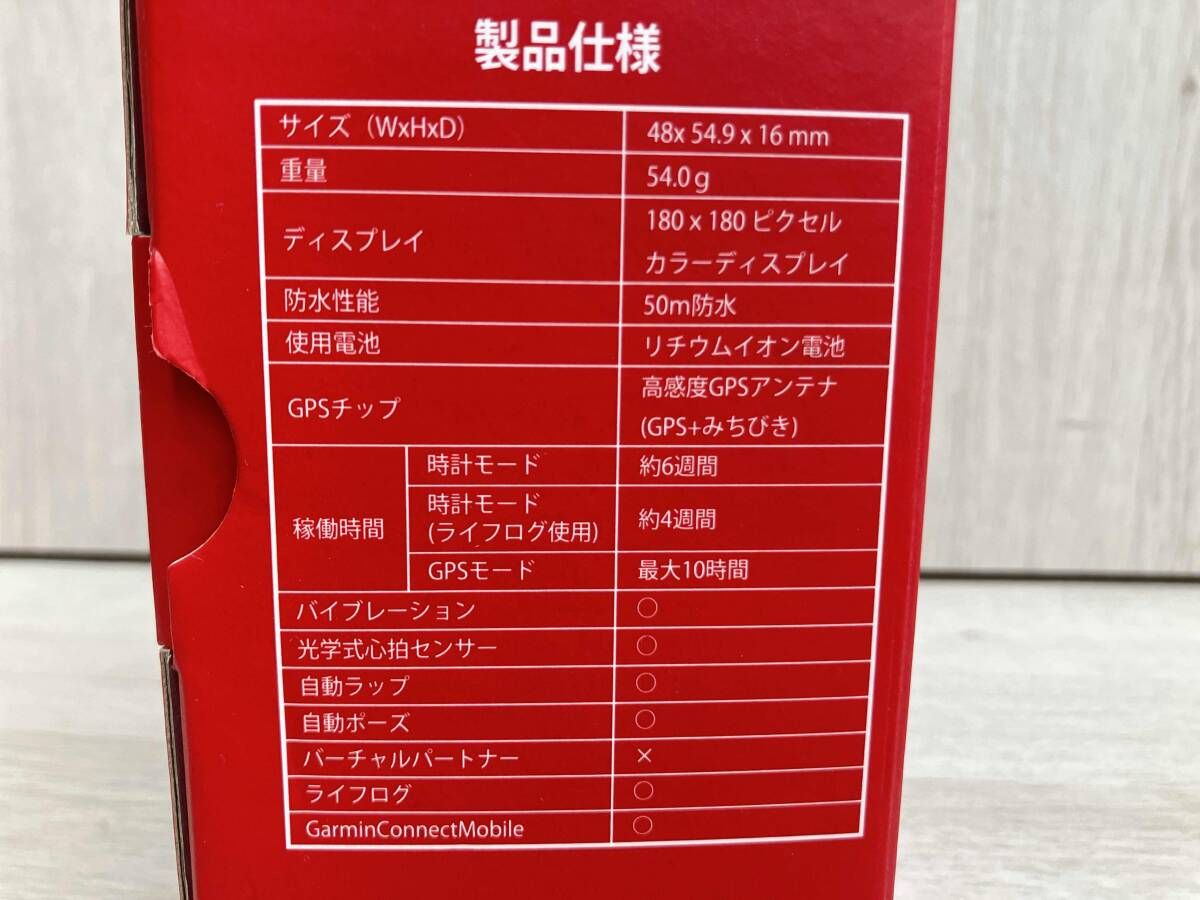 製品仕様
サイズ（WxHxD） 48x 54.9 x 16 mm
重量 54.0 g
ディスプレイ 180 x 180 ピクセル
カラーディスプレイ
防水性能 50m防水
使用電池 リチウムイオン電池
GPSチップ 高感度GPSアンテナ
(GPS+みちびき)
稼働時間
時計モード 約6週間
時計モード
(ライフログ使用) 約4週間
GPSモード 最大10時間
バイブレーション ○
光学式心拍センサー ○
自動ラップ ○
自動ポーズ ○
バーチャルパートナー ×
ライフログ ○
GarminConnectMobile ○